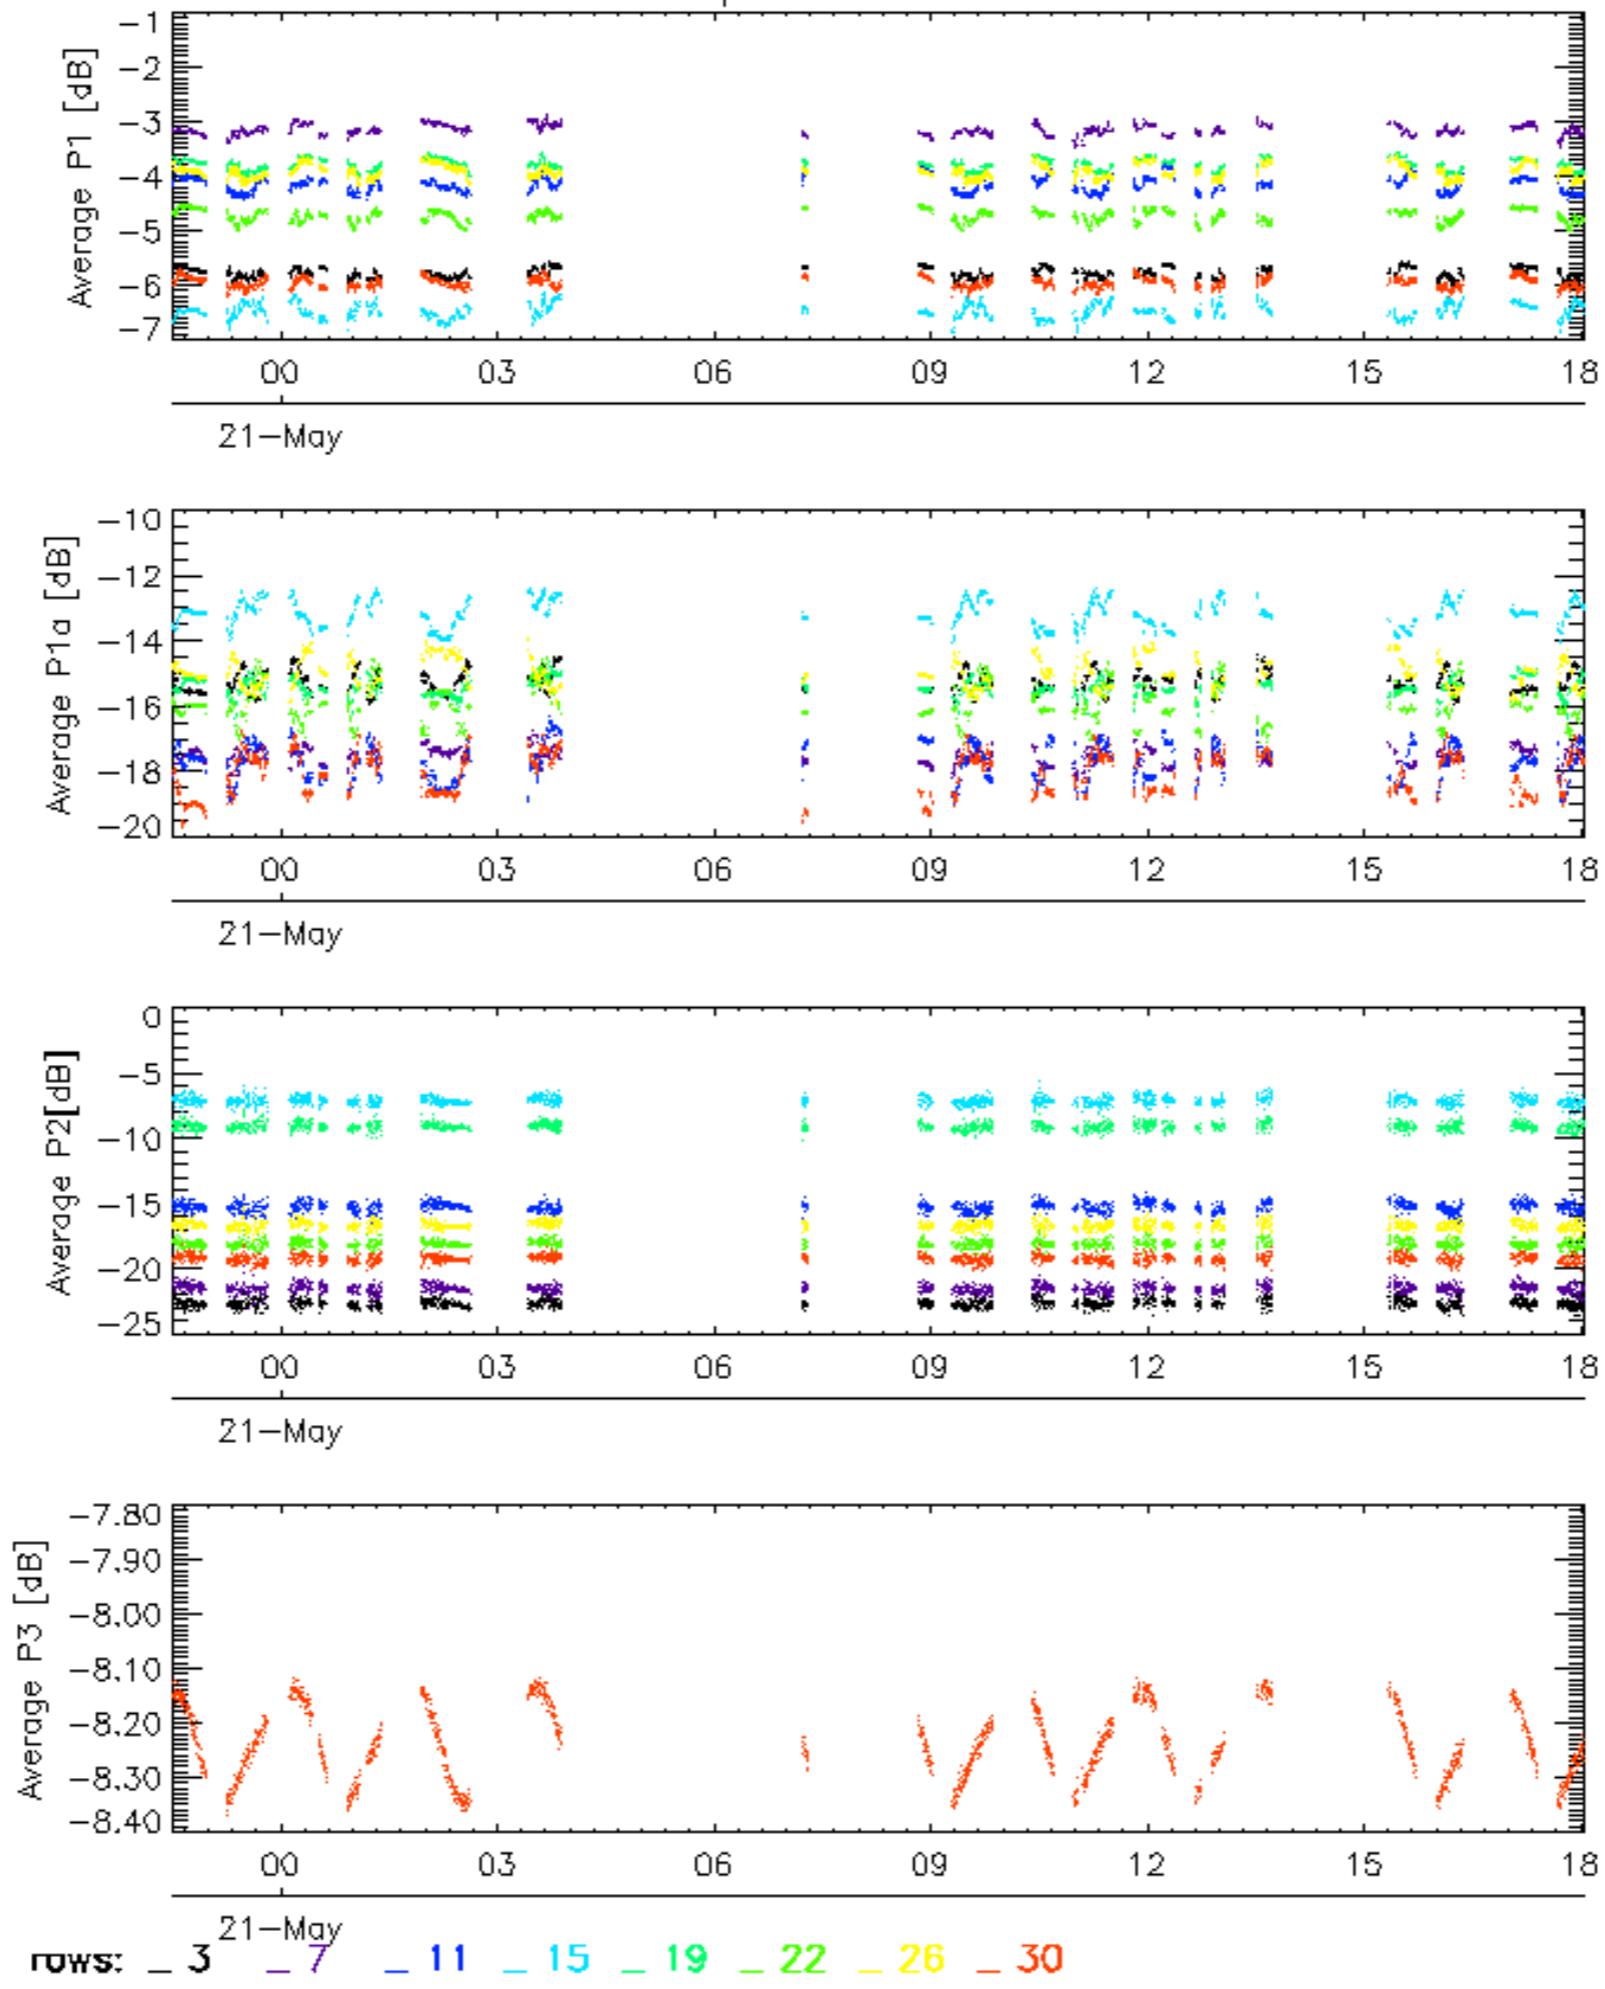 Average P1 [dB]
-1
-2
-3
-4
-5
-6
-7
00 03 06 09 12 15 18
21-May
Average P1a [dB]
-10
-12
-14
-16
-18
-20
00 03 06 09 12 15 18
21-May
Average P2[dB]
0
-5
-10
-15
-20
-25
00 03 06 09 12 15 18
21-May
Average P3 [dB]
-7.80
-7.90
-8.00
-8.10
-8.20
-8.30
-8.40
00 03 06 09 12 15 18
21-May
rows: _ 3 _ 7 _ 11 _ 15 _ 19 _ 22 _ 26 _ 30